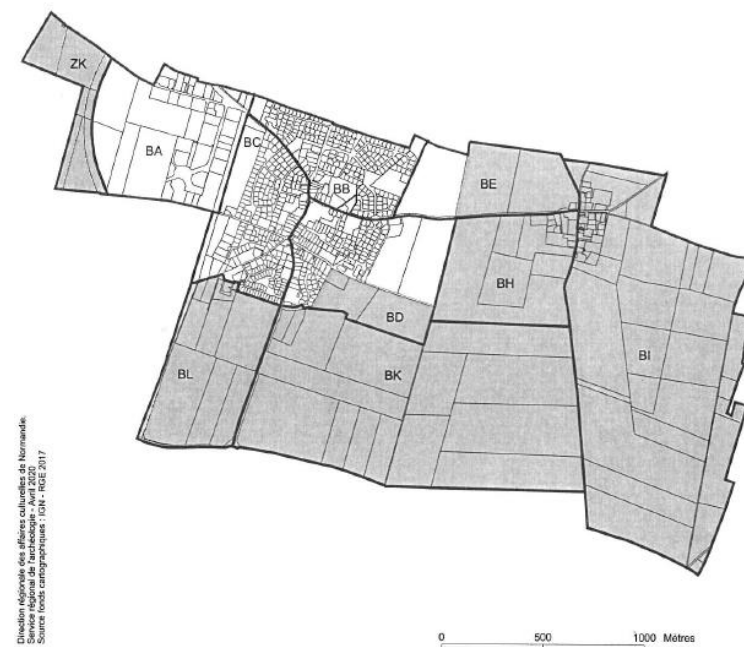 ZK
BA
BC
BB
BE
BH
BD
BI
BL
BK
Direction régionale des affaires culturelles de Normandie.
Service régional de l'archéologie - Avril 2020
Source fonds cartographiques : IGN - RGE 2017
0 500 1000 Mètres